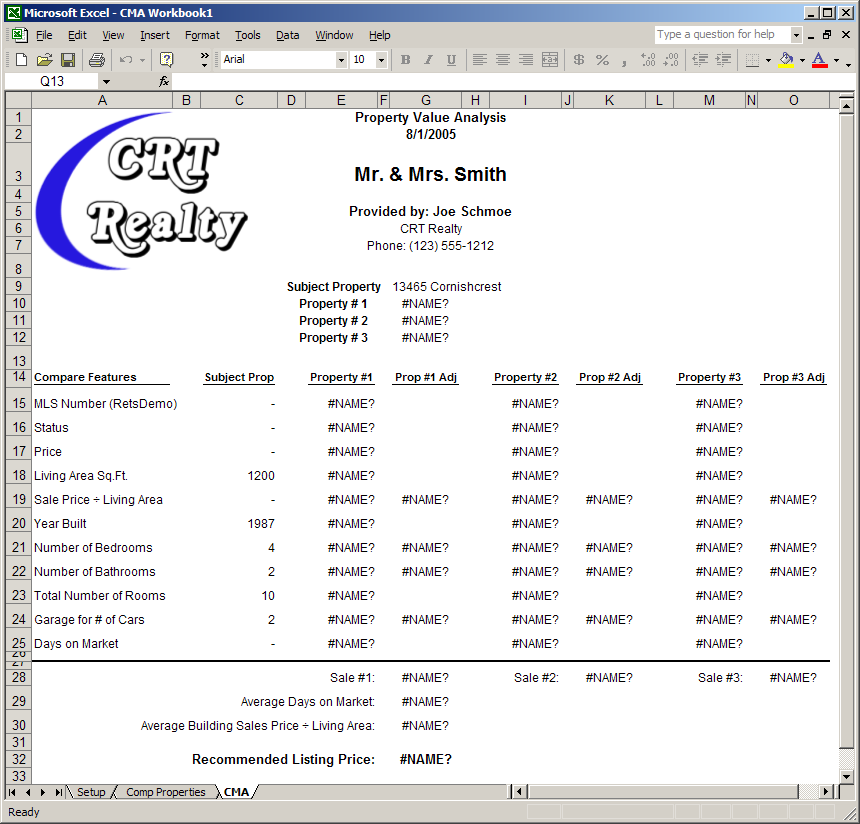 Microsoft Excel - CMA Workbook1
File Edit View Insert Format Tools Data Window Help Type a question for help
Arial 10 B I U $ % ,
Q13 fx
A B C D E F G H I J K L M N O
1 Property Value Analysis
2 8/1/2005
CRT
3 Mr. & Mrs. Smith
4
Realty
5 Provided by: Joe Schmoe
6 CRT Realty
7 Phone: (123) 555-1212
8
9 Subject Property 13465 Cornishcrest
10 Property # 1 #NAME?
11 Property # 2 #NAME?
12 Property # 3 #NAME?
13
14 Compare Features Subject Prop Property #1 Prop #1 Adj Property #2 Prop #2 Adj Property #3 Prop #3 Adj
15 MLS Number (RetsDemo) - #NAME? #NAME? #NAME?
16 Status - #NAME? #NAME? #NAME?
17 Price - #NAME? #NAME? #NAME?
18 Living Area Sq.Ft. 1200 #NAME? #NAME? #NAME?
19 Sale Price ÷ Living Area - #NAME? #NAME? #NAME? #NAME? #NAME? #NAME?
20 Year Built 1987 #NAME? #NAME? #NAME?
21 Number of Bedrooms 4 #NAME? #NAME? #NAME? #NAME? #NAME? #NAME?
22 Number of Bathrooms 2 #NAME? #NAME? #NAME? #NAME? #NAME? #NAME?
23 Total Number of Rooms 10 #NAME? #NAME? #NAME?
24 Garage for # of Cars 2 #NAME? #NAME? #NAME? #NAME? #NAME? #NAME?
25 Days on Market - #NAME? #NAME? #NAME?
26
27
28 Sale #1: #NAME? Sale #2: #NAME? Sale #3: #NAME?
29 Average Days on Market: #NAME?
30 Average Building Sales Price ÷ Living Area: #NAME?
31
32 Recommended Listing Price: #NAME?
33
Setup Comp Properties CMA
Ready